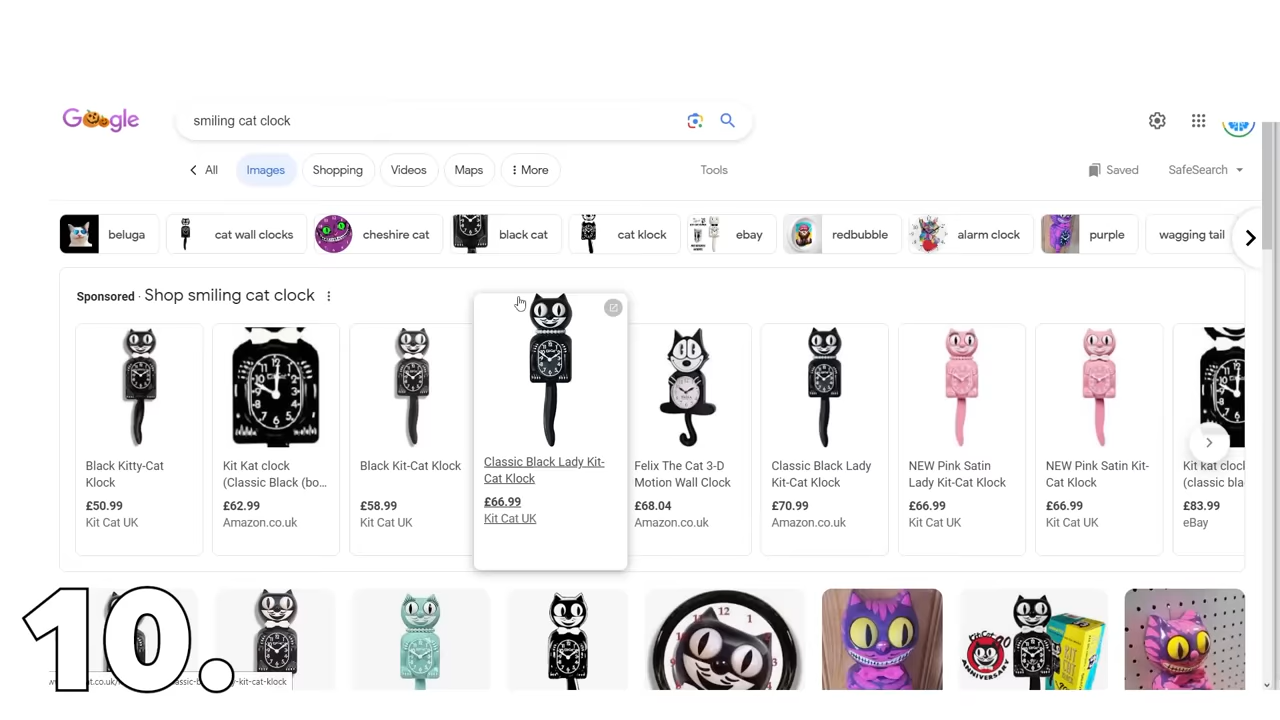 Google
smiling cat clock
All
Images
Shopping
Videos
Maps
More
Tools
Saved
SafeSearch
beluga
cat wall clocks
cheshire cat
black cat
cat klock
ebay
redbubble
alarm clock
purple
wagging tail
Sponsored · Shop smiling cat clock
Black Kitty-Cat
Klock
£50.99
Kit Cat UK
Kit Kat clock
(Classic Black (bo...
£62.99
Amazon.co.uk
Black Kit-Cat Klock
£58.99
Kit Cat UK
Classic Black Lady Kit-
Cat Klock
£66.99
Kit Cat UK
Felix The Cat 3-D
Motion Wall Clock
£68.04
Amazon.co.uk
Classic Black Lady
Kit-Cat Klock
£70.99
Amazon.co.uk
NEW Pink Satin
Lady Kit-Cat Klock
£66.99
Kit Cat UK
NEW Pink Satin Kit-
Cat Klock
£66.99
Kit Cat UK
Kit kat clock
(classic bla
£83.99
eBay
10.